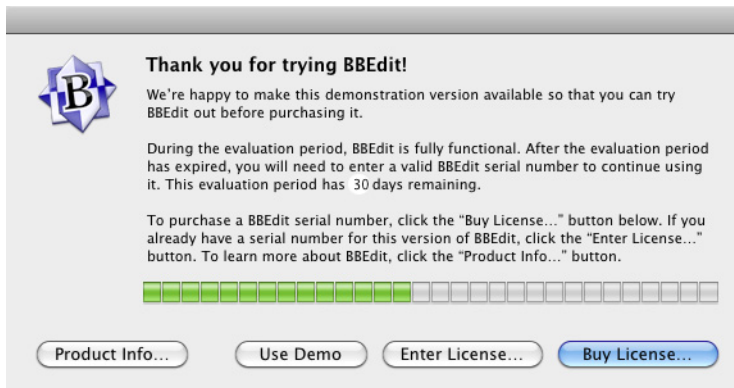 Thank you for trying BBEdit!
We’re happy to make this demonstration version available so that you can try
BBEdit out before purchasing it.
During the evaluation period, BBEdit is fully functional. After the evaluation period
has expired, you will need to enter a valid BBEdit serial number to continue using
it. This evaluation period has 30 days remaining.
To purchase a BBEdit serial number, click the “Buy License...” button below. If you
already have a serial number for this version of BBEdit, click the “Enter License...”
button. To learn more about BBEdit, click the “Product Info...” button.
Product Info... Use Demo Enter License... Buy License...
B